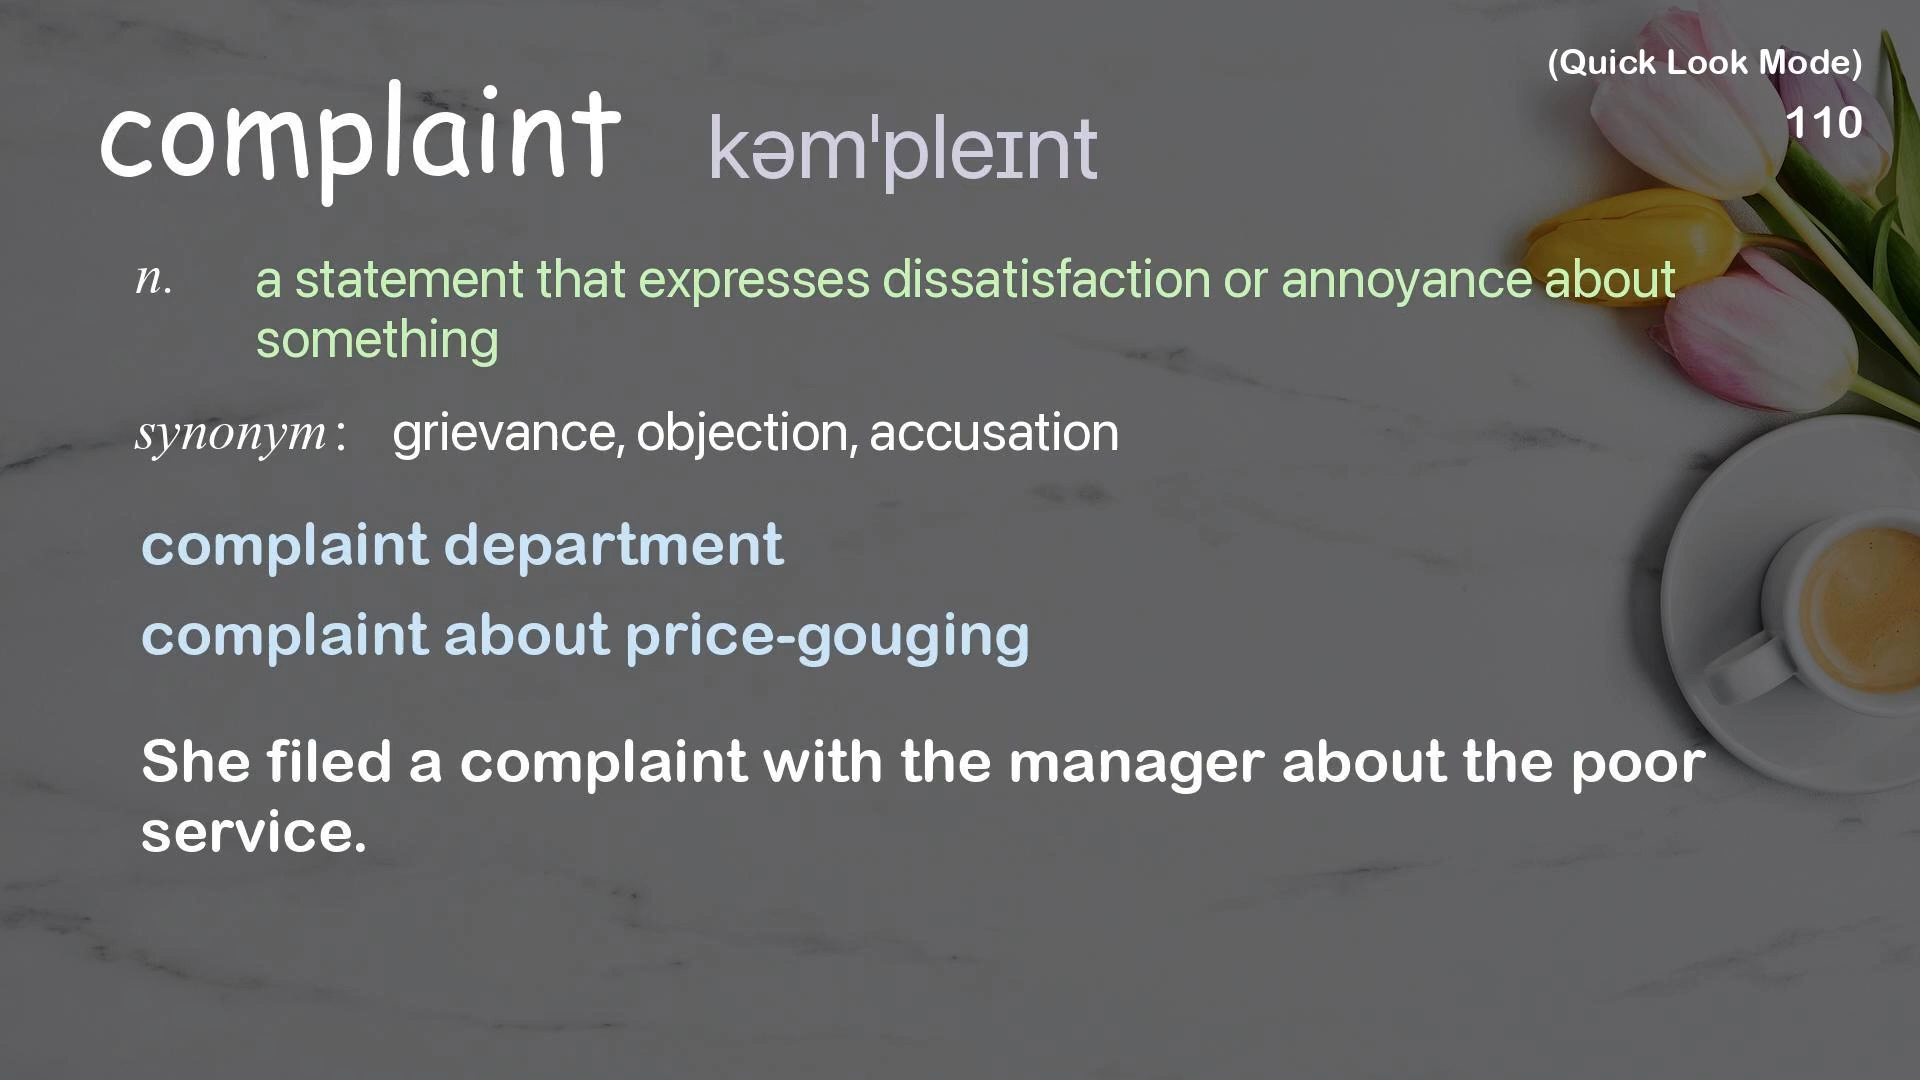 (Quick Look Mode)
110
complaint kəmˈpleɪnt
n. a statement that expresses dissatisfaction or annoyance about
something
synonym: grievance, objection, accusation
complaint department
complaint about price-gouging
She filed a complaint with the manager about the poor
service.